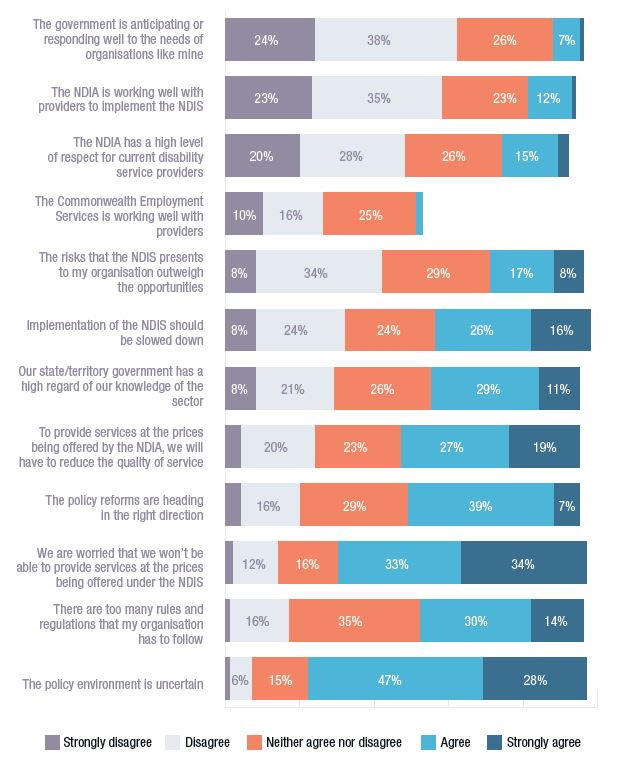 The government is anticipating or
responding well to the needs of
organisations like mine
24% 38% 26% 7%
The NDIA is working well with
providers to implement the NDIS
23% 35% 23% 12%
The NDIA has a high level
of respect for current disability
service providers
20% 28% 26% 15%
The Commonwealth Employment
Services is working well with
providers
10% 16% 25%
The risks that the NDIS presents
to my organisation outweigh
the opportunities
8% 34% 29% 17% 8%
Implementation of the NDIS should
be slowed down
8% 24% 24% 26% 16%
Our state/territory government has a
high regard of our knowledge of the
sector
8% 21% 26% 29% 11%
To provide services at the prices
being offered by the NDIA, we will
have to reduce the quality of service
20% 23% 27% 19%
The policy reforms are heading
in the right direction
16% 29% 39% 7%
We are worried that we won't be
able to provide services at the prices
being offered under the NDIS
12% 16% 33% 34%
There are too many rules and
regulations that my organisation
has to follow
16% 35% 30% 14%
The policy environment is uncertain
6% 15% 47% 28%
Strongly disagree Disagree Neither agree nor disagree Agree Strongly agree